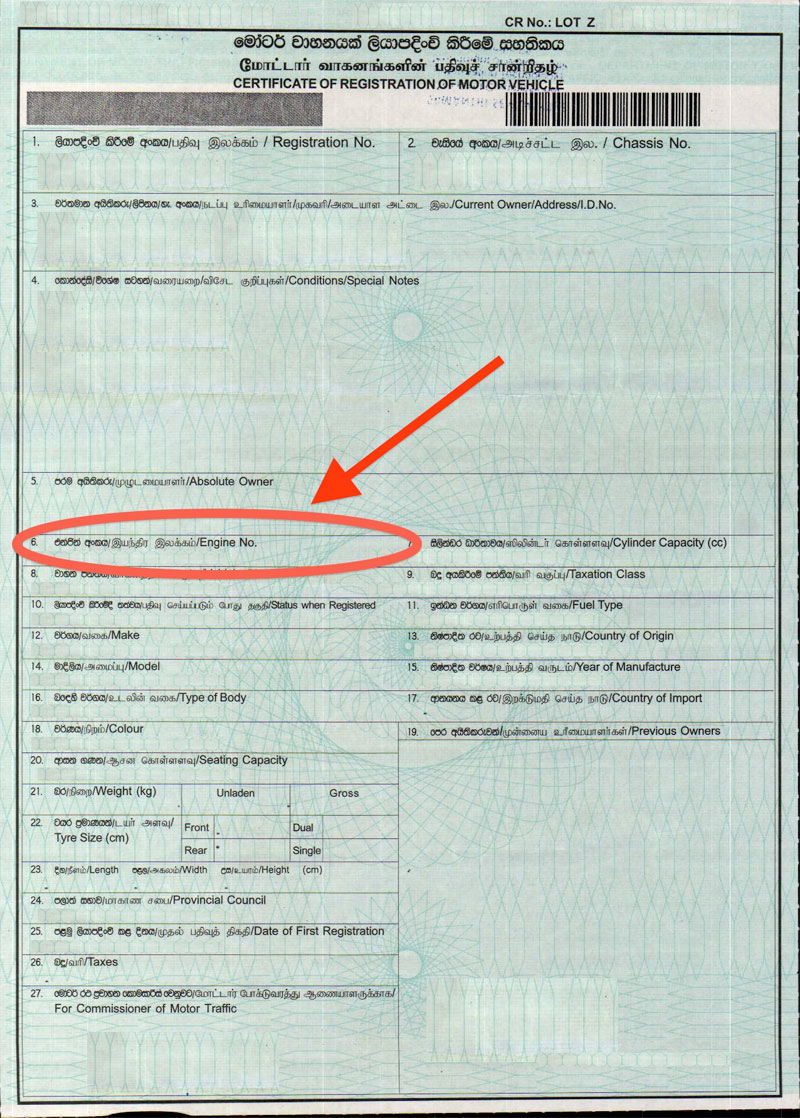 CR No.: LOT Z
මෝටර් වාහනයක් ලියාපදිංචි කිරීමේ සහතිකය
மோட்டார் வாகனங்களின் பதிவுச் சான்றிதழ்
CERTIFICATE OF REGISTRATION OF MOTOR VEHICLE
1. ලියාපදිංචි කිරීමේ අංකය/பதிவு இலக்கம் / Registration No.
2. චැසියේ අංකය/அடிச்சட்ட இல. / Chassis No.
3. වර්තමාන අයිතිකරු/ලිපිනය/හැ. අංකය/நடப்பு உரிமையாளர்/முகவரி/அடையாள அட்டை இல./Current Owner/Address/I.D.No.
4. කොන්දේසි/විශේෂ සටහන්/வரையறை/விசேட குறிப்புகள்/Conditions/Special Notes
5. පරම අයිතිකරු/முழுடமையாளர்/Absolute Owner
6. එන්ජින් අංකය/இயந்திர இலக்கம்/Engine No.
සිලින්ඩර ධාරිතාවය/ஸிலிண்டர் கொள்ளளவு/Cylinder Capacity (cc)
8. වාහන
9. බදු අයකිරීමේ පන්තිය/வரி வகுப்பு/Taxation Class
10. ලියාපදිංචි කිරීමේදී තත්වය/பதிவு செய்யப்படும் போது தகுதி/Status when Registered
11. ඉන්ධන වර්ගය/எரிபொருள் வகை/Fuel Type
12. වර්ගය/வகை/Make
13. නිෂ්පාදිත රට/உற்பத்தி செய்த நாடு/Country of Origin
14. මාදිලිය/அமைப்பு/Model
15. නිෂ්පාදිත වර්ෂය/உற்பத்தி வருடம்/Year of Manufacture
16. බඳෙහි වර්ගය/உடலின் வகை/Type of Body
17. ආනයනය කළ රට/இறக்குமதி செய்த நாடு/Country of Import
18. වර්ණය/நிறம்/Colour
19. පෙර අයිතිකරුවන්/முன்னைய உரிமையாளர்கள்/Previous Owners
20. ආසන ගණන/ஆசன கொள்ளளவு/Seating Capacity
21. බර/நிறை/Weight (kg) Unladen Gross
22. ටයර ප්‍රමාණයන්/டயர் அளவு/
Tyre Size (cm)
Front Dual
Rear Single
23. දිග/நீளம்/Length පළල/அகலம்/Width උස/உயரம்/Height (cm)
24. පලාත් සභාව/மாகாண சபை/Provincial Council
25. පළමු ලියාපදිංචි කළ දිනය/முதல் பதிவுத் திகதி/Date of First Registration
26. බදු/வரி/Taxes
27. මෝටර් රථ ප්‍රවාහන කොමසාරිස් වෙනුවට/மோட்டார் போக்குவரத்து ஆணையாளருக்காக/
For Commissioner of Motor Traffic